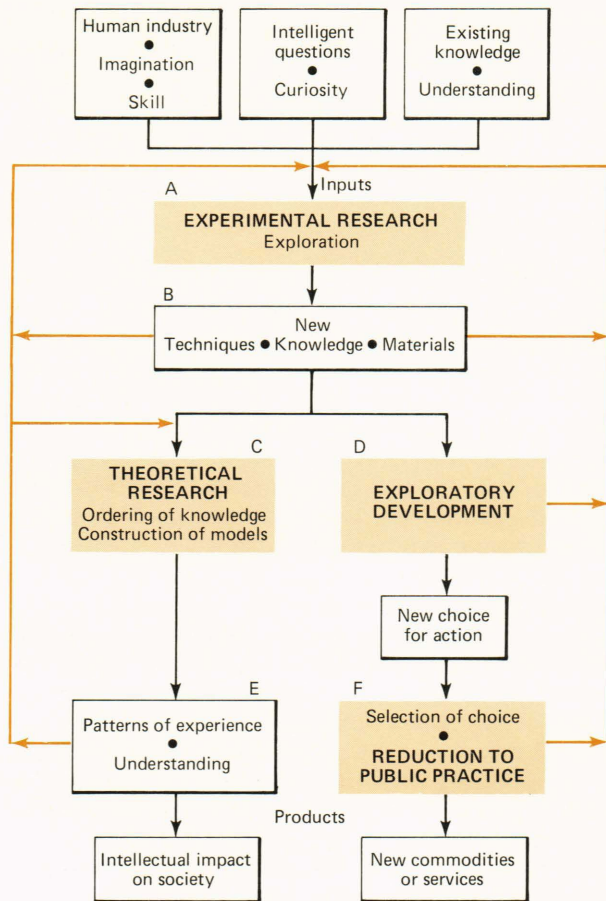 Human industry
●
Imagination
●
Skill
Intelligent
questions
●
Curiosity
Existing
knowledge
●
Understanding
Inputs
A
EXPERIMENTAL RESEARCH
Exploration
B
New
Techniques ● Knowledge ● Materials
C
THEORETICAL
RESEARCH
Ordering of knowledge
Construction of models
D
EXPLORATORY
DEVELOPMENT
New choice
for action
E
Patterns of experience
●
Understanding
F
Selection of choice
●
REDUCTION TO
PUBLIC PRACTICE
Products
Intellectual impact
on society
New commodities
or services